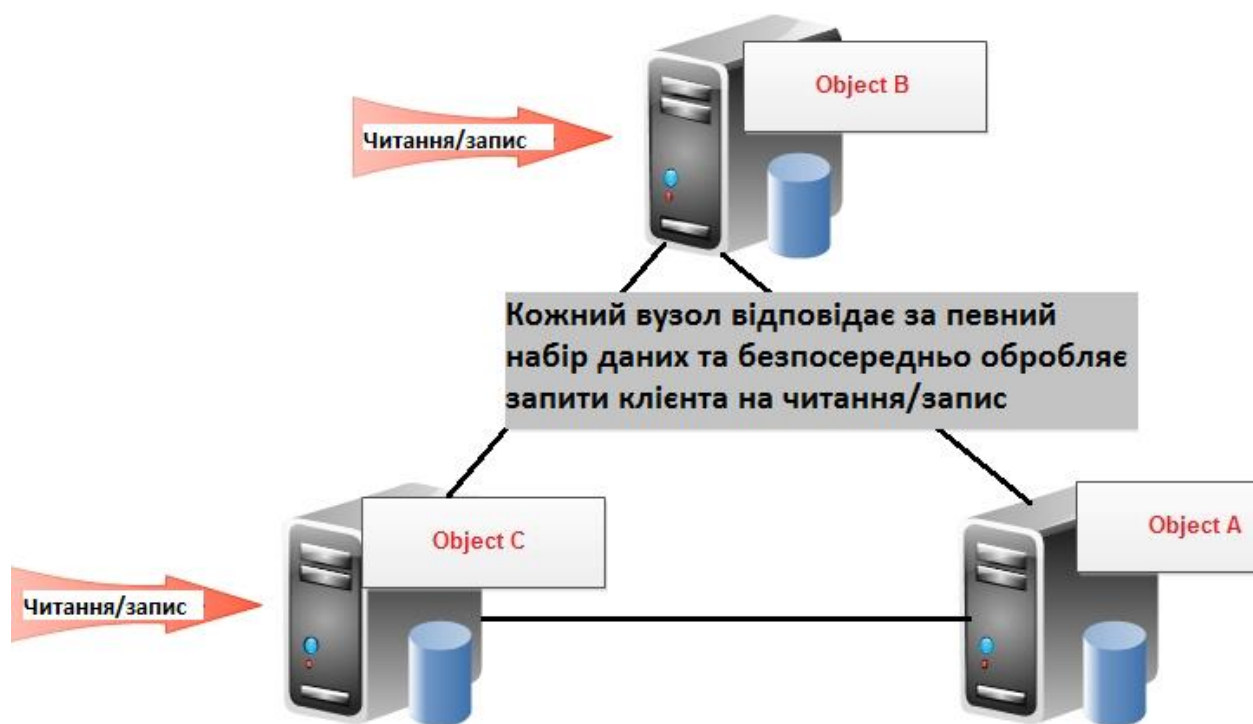 Object B
Читання/запис
Кожний вузол відповідає за певний
набір даних та безпосередньо обробляє
запити клієнта на читання/запис
Object C
Object A
Читання/запис